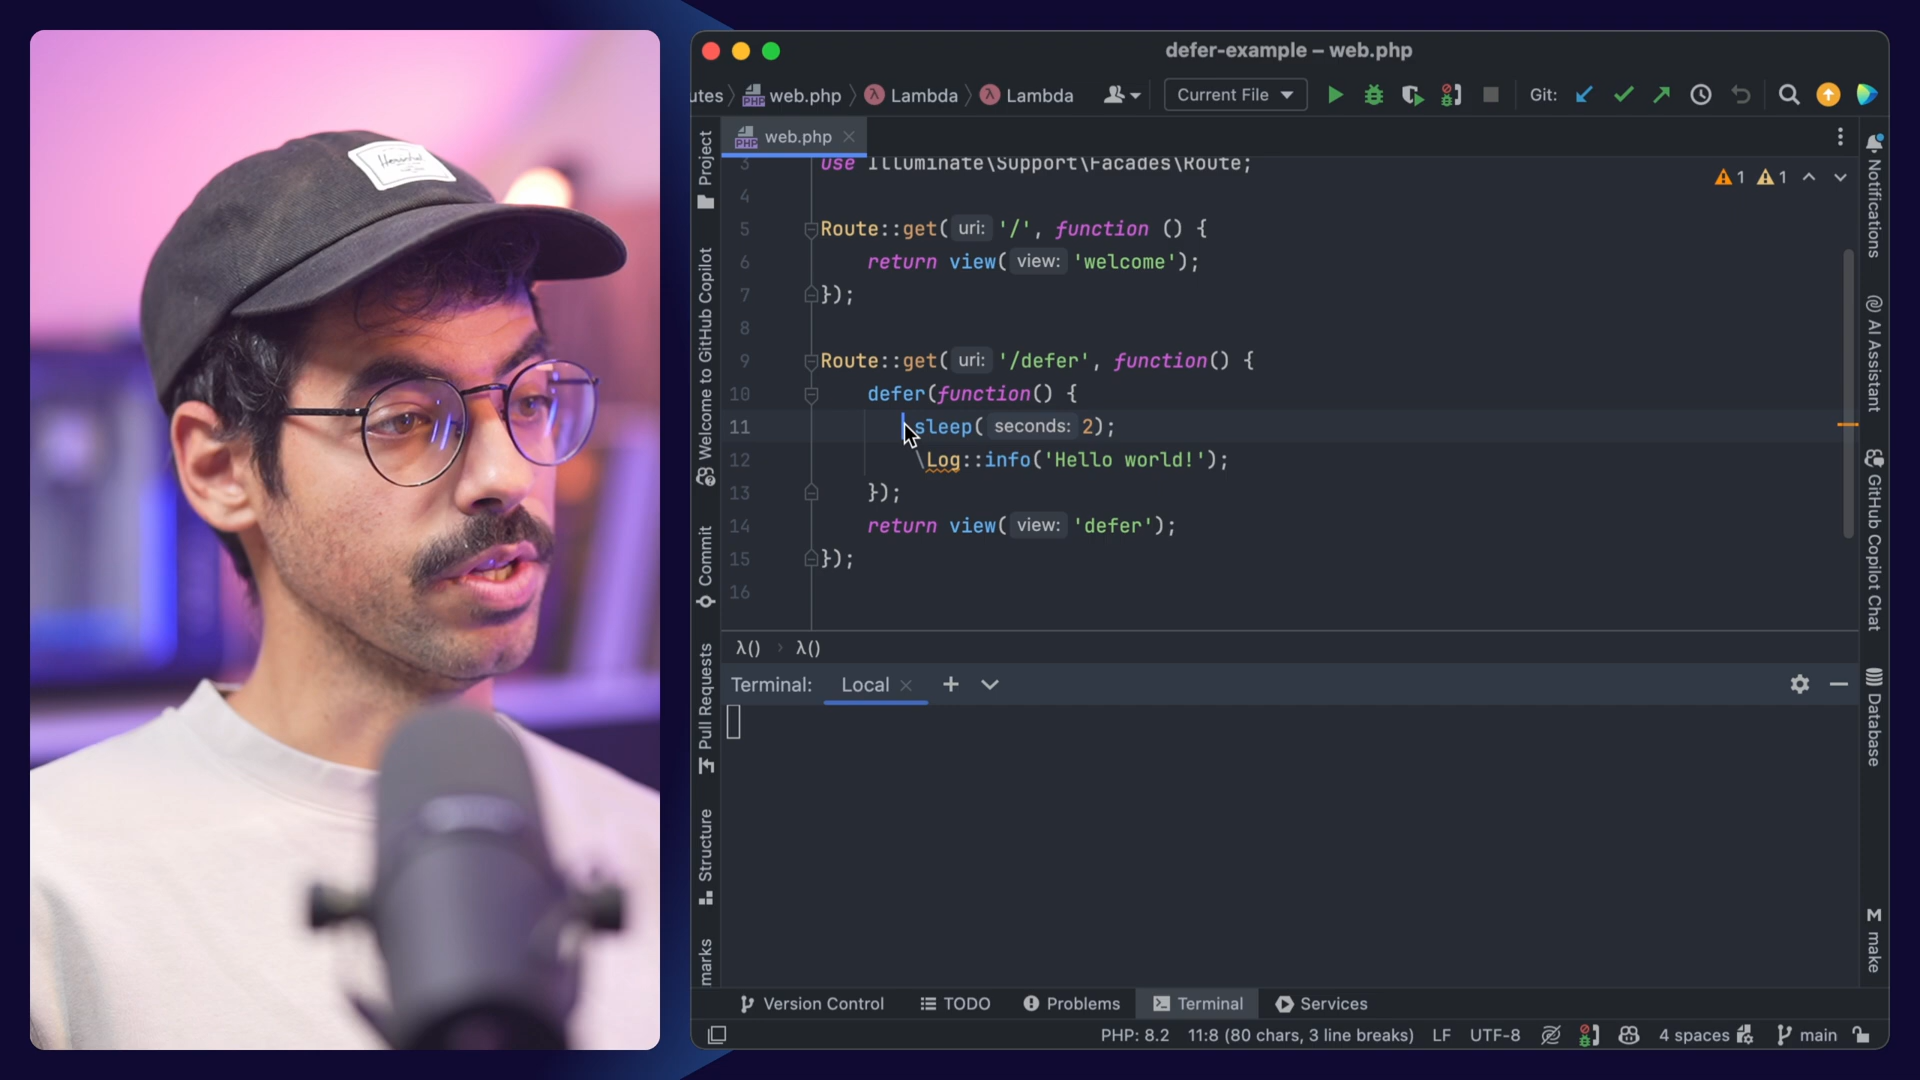 Herschel
defer-example – web.php
utes
web.php
Lambda
Lambda
Current File
Git:
web.php
Project
Welcome to GitHub Copilot
Commit
Pull Requests
Structure
marks
3 use Illuminate\Support\Facades\Route;
4
5 Route::get( uri: '/', function () {
6 return view( view: 'welcome');
7 });
8
9 Route::get( uri: '/defer', function() {
10 defer(function() {
11 sleep( seconds: 2);
12 \Log::info('Hello world!');
13 });
14 return view( view: 'defer');
15 });
16
1 1
λ() › λ()
Notifications
AI Assistant
GitHub Copilot Chat
Database
M make
Terminal: Local
Version Control
TODO
Problems
Terminal
Services
PHP: 8.2 11:8 (80 chars, 3 line breaks) LF UTF-8 4 spaces main